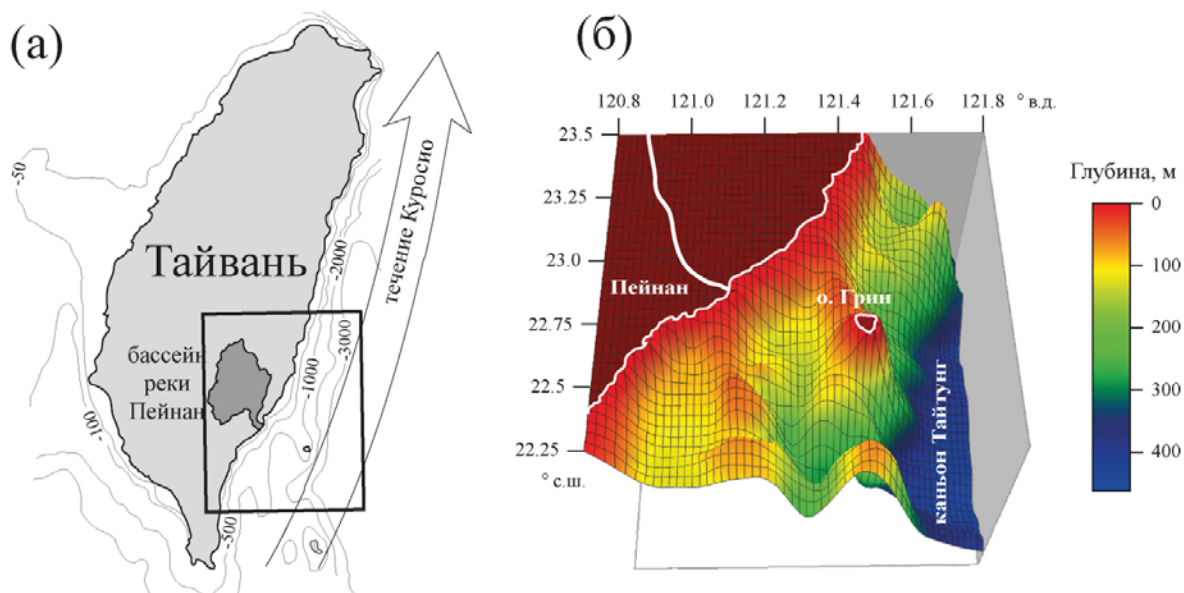 (а)
-50
Тайвань
бассейн
реки
Пейнан
-100
-500
-1000
-2000
-3000
течение Куросио
(б)
120.8 121.0 121.2 121.4 121.6 121.8 ° в.д.
23.5
23.25
23.0
22.75
22.5
22.25
° с.ш.
Пейнан
о. Грин
каньон Тайтунг
Глубина, м
0
100
200
300
400